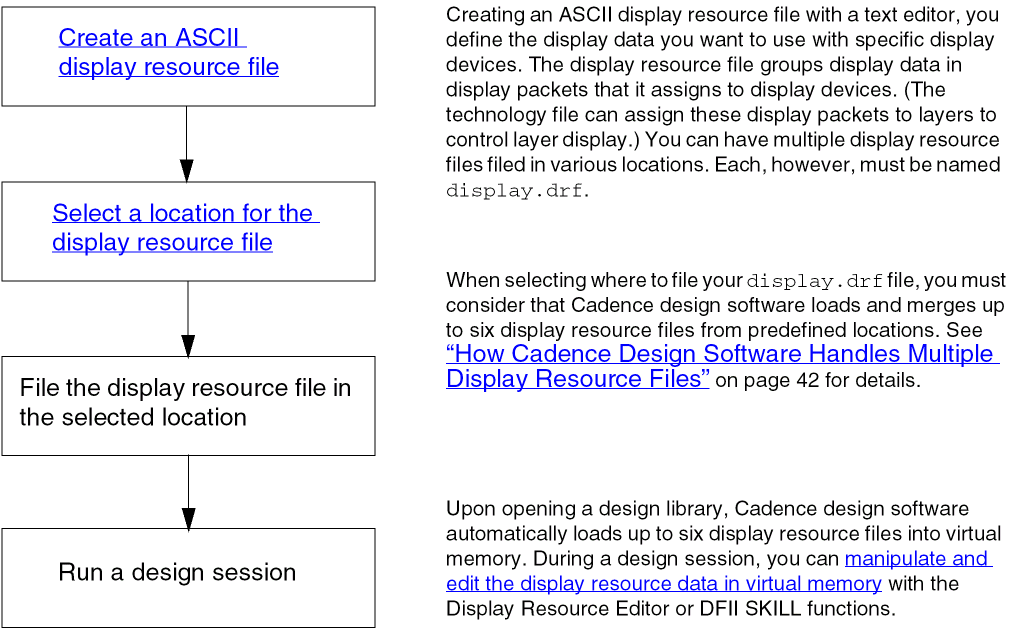 Create an ASCII
display resource file
Creating an ASCII display resource file with a text editor, you
define the display data you want to use with specific display
devices. The display resource file groups display data in
display packets that it assigns to display devices. (The
technology file can assign these display packets to layers to
control layer display.) You can have multiple display resource
files filed in various locations. Each, however, must be named
display.drf.
Select a location for the
display resource file
When selecting where to file your display.drf file, you must
consider that Cadence design software loads and merges up
to six display resource files from predefined locations. See
“How Cadence Design Software Handles Multiple
Display Resource Files” on page 42 for details.
File the display resource file in
the selected location
Run a design session
Upon opening a design library, Cadence design software
automatically loads up to six display resource files into virtual
memory. During a design session, you can manipulate and
edit the display resource data in virtual memory with the
Display Resource Editor or DFII SKILL functions.